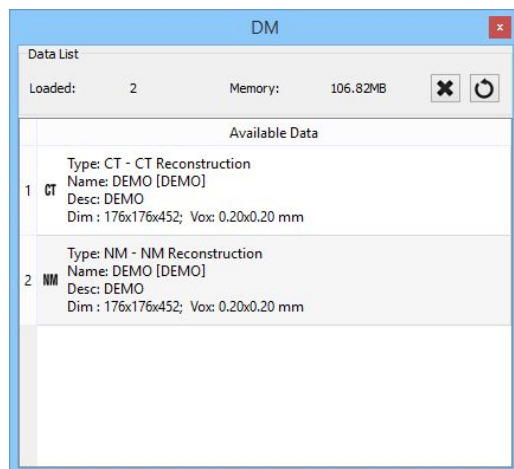 DM
x
Data List
Loaded: 2 Memory: 106.82MB
Available Data
Type: CT - CT Reconstruction
1 CT Name: DEMO [DEMO]
Desc: DEMO
Dim : 176x176x452; Vox: 0.20x0.20 mm
Type: NM - NM Reconstruction
2 NM Name: DEMO [DEMO]
Desc: DEMO
Dim : 176x176x452; Vox: 0.20x0.20 mm